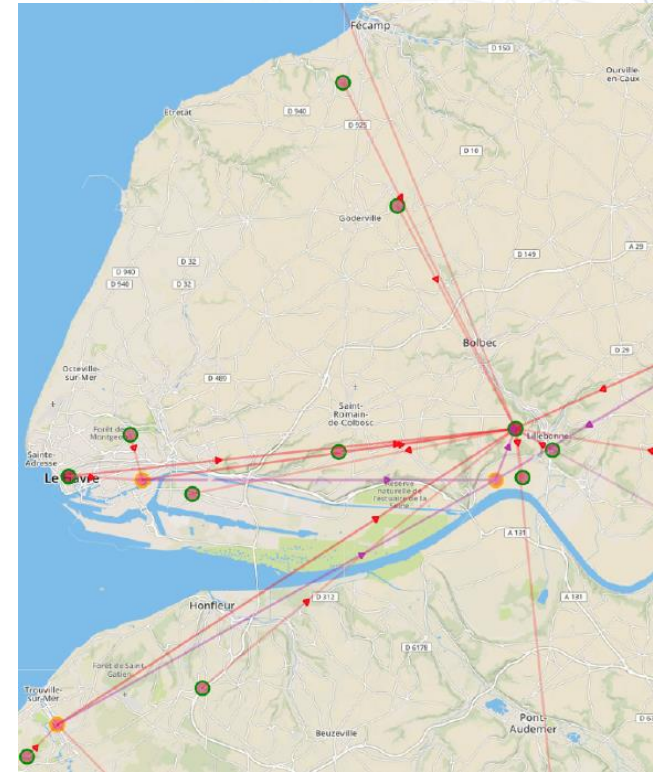 Fécamp
D 150
Ourville-
en-Caux
Étretat
D 940
D 925
D 10
Goderville
D 32
D 149
A 29
D 940
D 940
D 32
Bolbec
D 29
Octeville-
sur-Mer
D 489
Saint-
Romain-
de-Colbosc
Forêt de
Montgeon
Lillebonne
Sainte-
Adresse
Le Havre
Réserve
naturelle de
l'estuaire de la
Seine
A 131
Honfleur
D 312
A 131
D 6178
Forêt de Saint-
Gatien
Trouville-
sur-Mer
Pont-
Audemer
Beuzeville